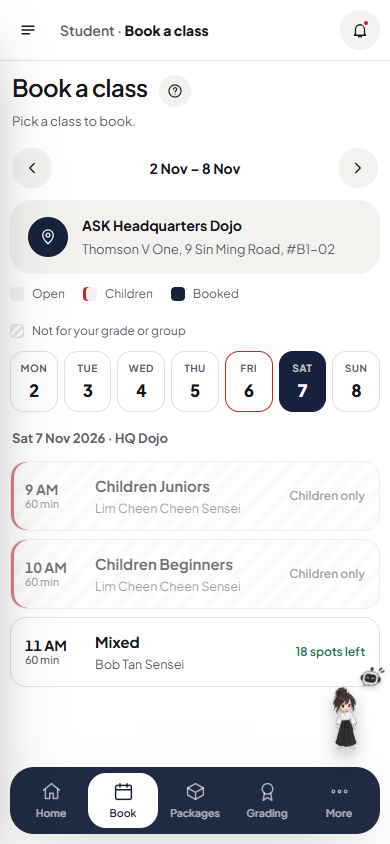 Student · Book a class
Book a class
Pick a class to book.
2 Nov – 8 Nov
ASK Headquarters Dojo
Thomson V One, 9 Sin Ming Road, #B1–02
Open
Children
Booked
Not for your grade or group
MON TUE WED THU FRI SAT SUN
2 3 4 5 6 7 8
Sat 7 Nov 2026 · HQ Dojo
9 AM Children Juniors Children only
60 min Lim Cheen Cheen Sensei
10 AM Children Beginners Children only
60 min Lim Cheen Cheen Sensei
11 AM Mixed 18 spots left
60 min Bob Tan Sensei
Home Book Packages Grading More